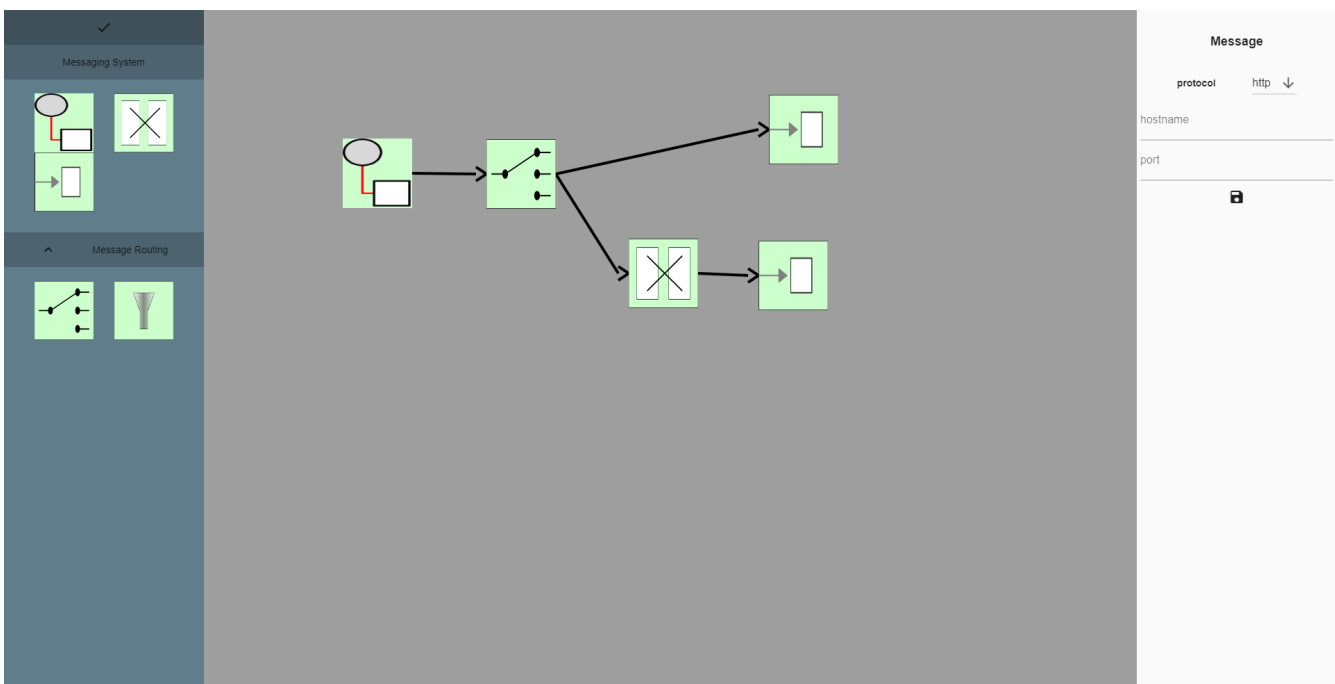 Messaging System
Message Routing
Message
protocol http
hostname
port